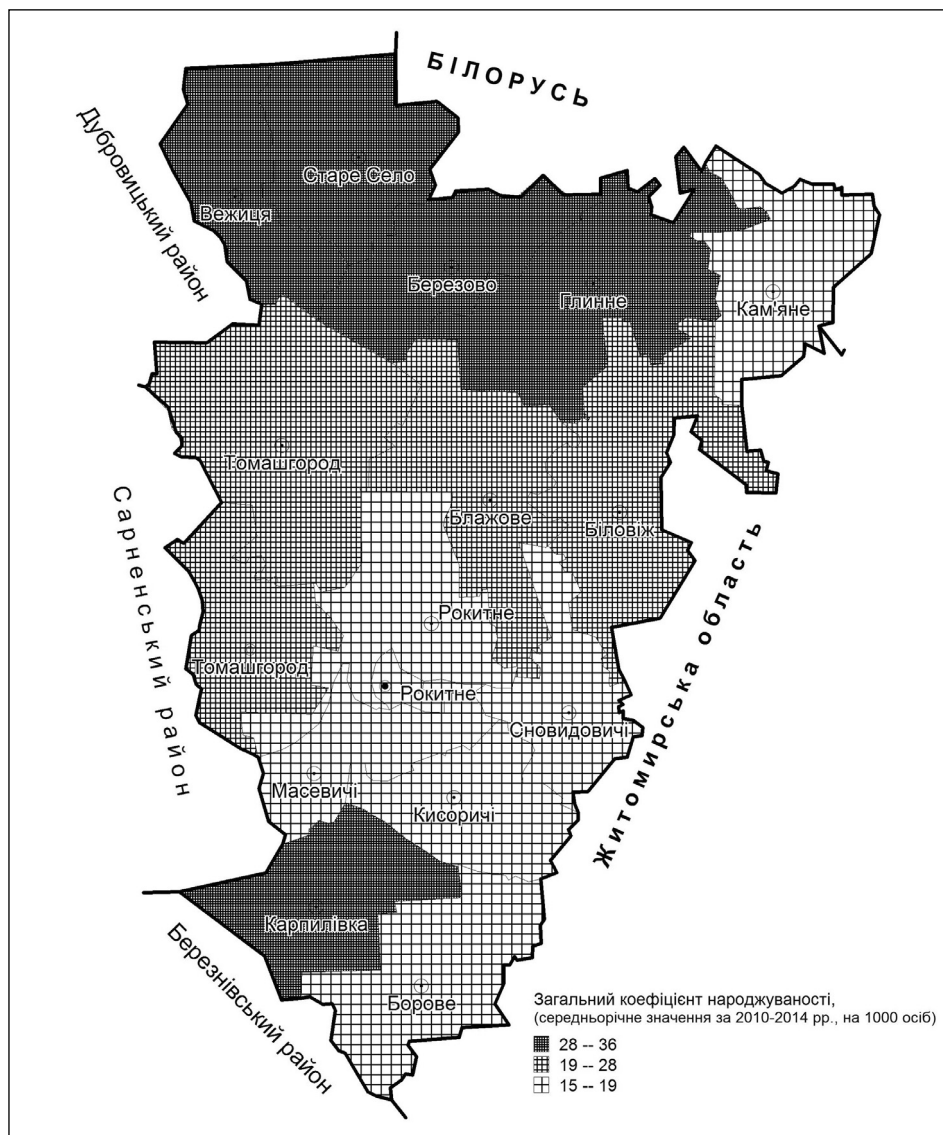 БІЛОРУСЬ
Дубровицький район
Старе Село
Вежиця
Березово
Глинне
Кам'яне
Томашгород
Блажове
Біловіж
Сарненський район
Житомирська область
Рокитне
Томашгород
Рокитне
Сновидовичі
Масевичі
Кисоричі
Карпилівка
Березнівський район
Борове
Загальний коефіцієнт народжуваності,
(середньорічне значення за 2010-2014 рр., на 1000 осіб)
28 -- 36
19 -- 28
15 -- 19